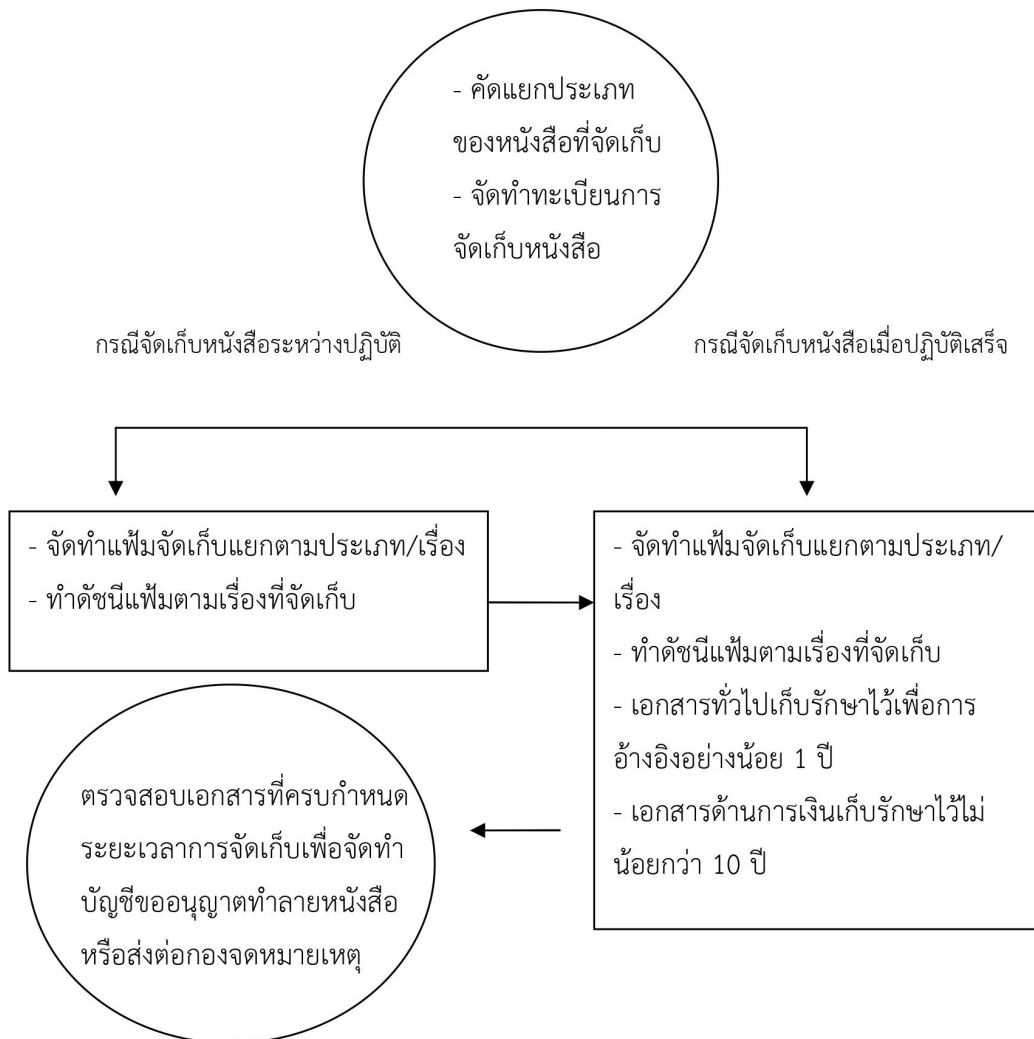 - คัดแยกประเภท
ของหนังสือที่จัดเก็บ
- จัดทำทะเบียนการ
จัดเก็บหนังสือ
กรณีจัดเก็บหนังสือระหว่างปฏิบัติ
กรณีจัดเก็บหนังสือเมื่อปฏิบัติเสร็จ
- จัดทำแฟ้มจัดเก็บแยกตามประเภท/เรื่อง
- ทำดัชนีแฟ้มตามเรื่องที่จัดเก็บ
- จัดทำแฟ้มจัดเก็บแยกตามประเภท/
เรื่อง
- ทำดัชนีแฟ้มตามเรื่องที่จัดเก็บ
- เอกสารทั่วไปเก็บรักษาไว้เพื่อการ
อ้างอิงอย่างน้อย 1 ปี
- เอกสารด้านการเงินเก็บรักษาไว้ไม่
น้อยกว่า 10 ปี
ตรวจสอบเอกสารที่ครบกำหนด
ระยะเวลาการจัดเก็บเพื่อจัดทำ
บัญชีขออนุญาตทำลายหนังสือ
หรือส่งต่อกองจดหมายเหตุ